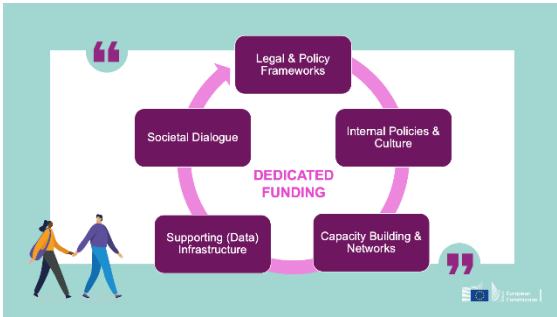 Legal & Policy
Frameworks
Societal Dialogue
Internal Policies &
Culture
DEDICATED
FUNDING
Supporting (Data)
Infrastructure
Capacity Building &
Networks
European
Commission